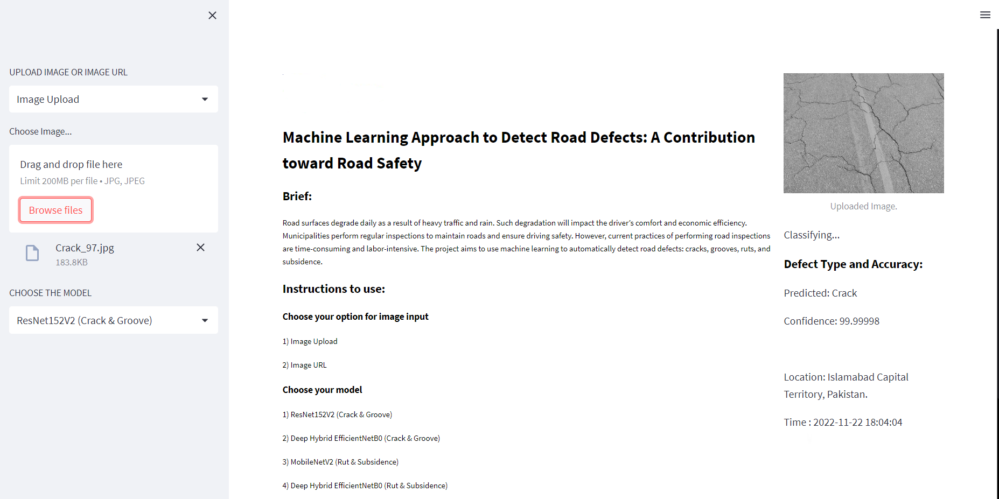 UPLOAD IMAGE OR IMAGE URL
Image Upload
Choose Image...
Drag and drop file here
Limit 200MB per file • JPG, JPEG
Browse files
Crack_97.jpg
183.8KB
CHOOSE THE MODEL
ResNet152V2 (Crack & Groove)
Machine Learning Approach to Detect Road Defects: A Contribution
toward Road Safety
Brief:
Road surfaces degrade daily as a result of heavy traffic and rain. Such degradation will impact the driver’s comfort and economic efficiency.
Municipalities perform regular inspections to maintain roads and ensure driving safety. However, current practices of performing road inspections
are time-consuming and labor-intensive. The project aims to use machine learning to automatically detect road defects: cracks, grooves, ruts, and
subsidence.
Instructions to use:
Choose your option for image input
1) Image Upload
2) Image URL
Choose your model
1) ResNet152V2 (Crack & Groove)
2) Deep Hybrid EfficientNetB0 (Crack & Groove)
3) MobileNetV2 (Rut & Subsidence)
4) Deep Hybrid EfficientNetB0 (Rut & Subsidence)
Uploaded Image.
Classifying...
Defect Type and Accuracy:
Predicted: Crack
Confidence: 99.99998
Location: Islamabad Capital
Territory, Pakistan.
Time : 2022-11-22 18:04:04